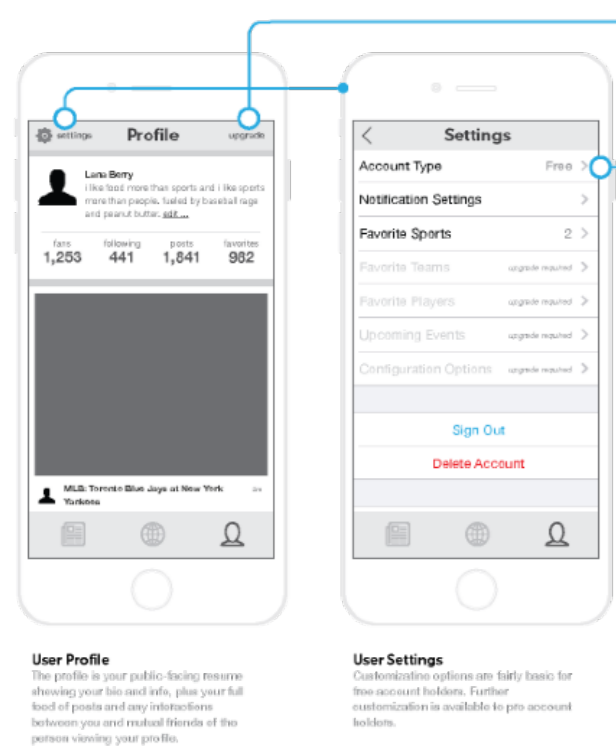 settings Profile upgrade
Lana Berry
i like food more than sports and i like sports
more than people. fueled by baseball rage
and peanut butter. edit ...
fans following posts favorites
1,253 441 1,841 982
MLB: Toronto Blue Jays at New York
Yankees
User Profile
The profile is your public-facing resume
showing your bio and info, plus your full
feed of posts and any interactions
between you and mutual friends of the
person viewing your profile.
Settings
Account Type Free
Notification Settings
Favorite Sports 2
Favorite Teams upgrade required
Favorite Players upgrade required
Upcoming Events upgrade required
Configuration Options upgrade required
Sign Out
Delete Account
User Settings
Customizatino options are fairly basic for
free account holders. Further
customization is available to pro account
holders.